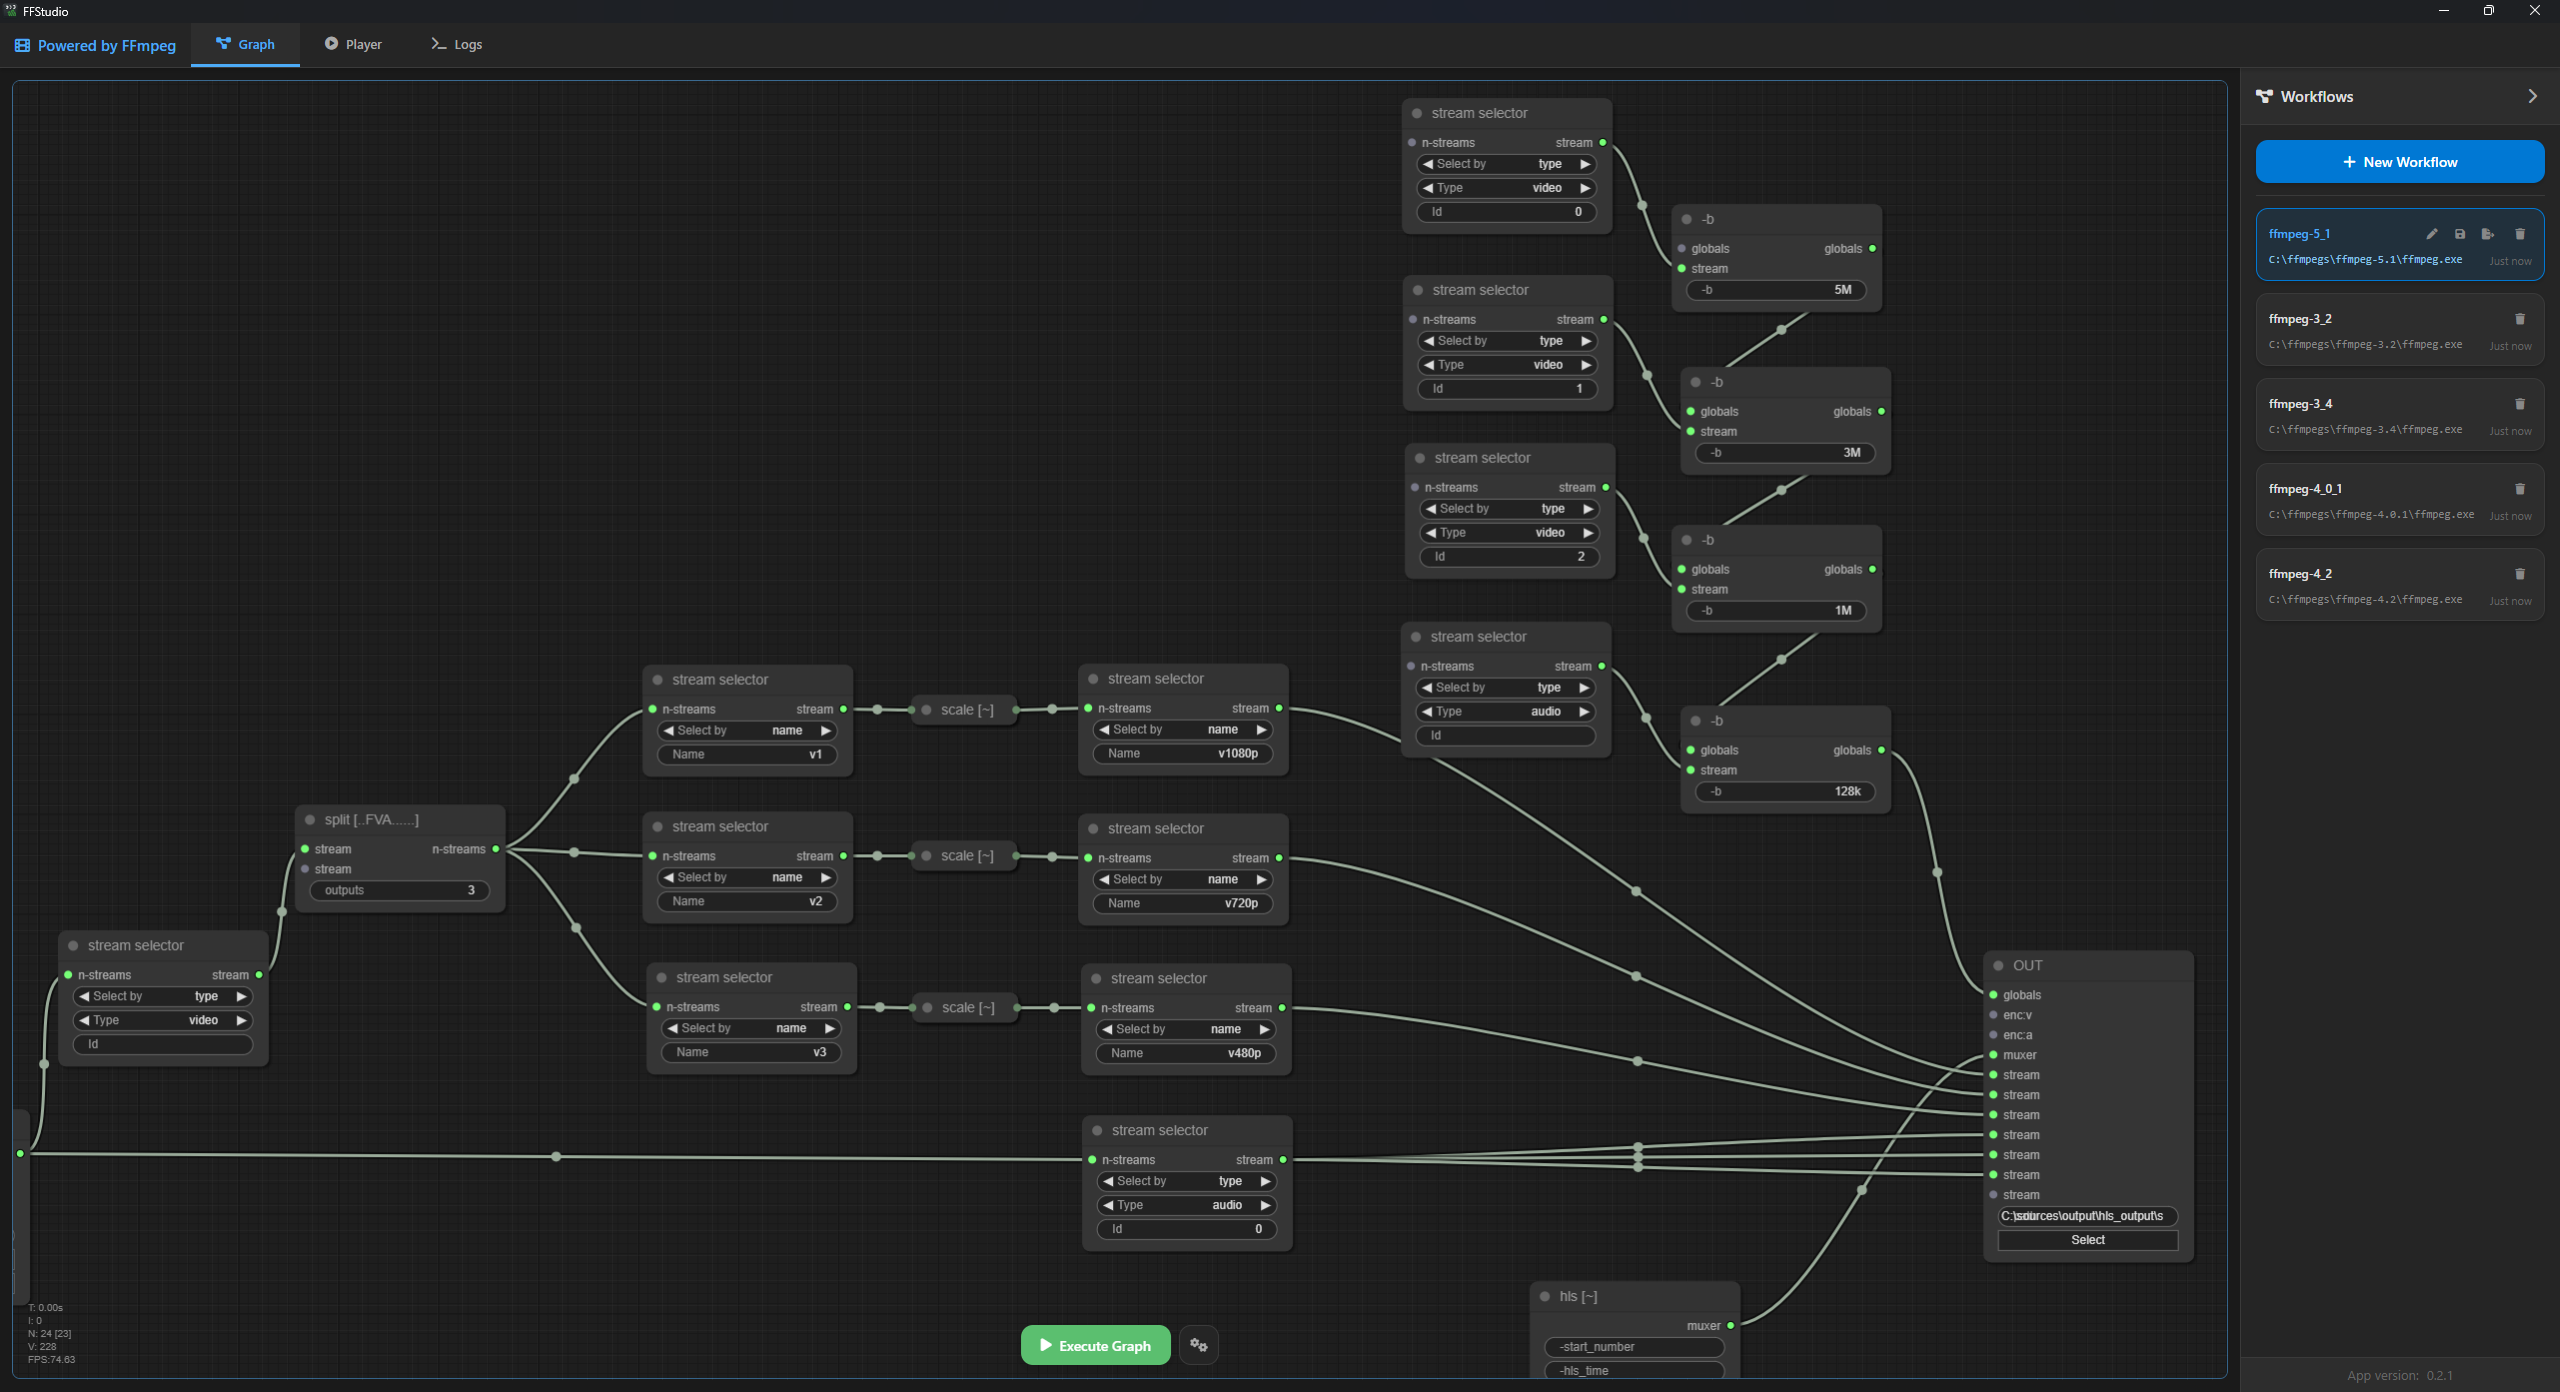 FFStudio
Powered by FFmpeg
Graph
Player
Logs
stream selector
n-streams stream
Select by type
Type video
Id 0
-b
globals globals
stream
-b 5M
stream selector
n-streams stream
Select by type
Type video
Id 1
-b
globals globals
stream
-b 3M
stream selector
n-streams stream
Select by type
Type video
Id 2
-b
globals globals
stream
-b 1M
stream selector
n-streams stream
Select by type
Type audio
Id
-b
globals globals
stream
-b 128k
stream selector
n-streams stream
Select by name
Name v1
scale [~]
stream selector
n-streams stream
Select by name
Name v1080p
split [..FVA......]
stream n-streams
stream
outputs 3
stream selector
n-streams stream
Select by name
Name v2
scale [~]
stream selector
n-streams stream
Select by name
Name v720p
stream selector
n-streams stream
Select by type
Type video
Id
stream selector
n-streams stream
Select by name
Name v3
scale [~]
stream selector
n-streams stream
Select by name
Name v480p
stream selector
n-streams stream
Select by type
Type audio
Id 0
OUT
globals
enc:v
enc:a
muxer
stream
stream
stream
stream
stream
stream
stream
C:\sources\output\hls_output\s
Select
hls [~]
muxer
-start_number
-hls_time
T: 0.00s
I: 0
N: 24 [23]
V: 228
FPS:74.63
Execute Graph
Workflows
New Workflow
ffmpeg-5_1
C:\ffmpegs\ffmpeg-5.1\ffmpeg.exe Just now
ffmpeg-3_2
C:\ffmpegs\ffmpeg-3.2\ffmpeg.exe Just now
ffmpeg-3_4
C:\ffmpegs\ffmpeg-3.4\ffmpeg.exe Just now
ffmpeg-4_0_1
C:\ffmpegs\ffmpeg-4.0.1\ffmpeg.exe Just now
ffmpeg-4_2
C:\ffmpegs\ffmpeg-4.2\ffmpeg.exe Just now
App version: 0.2.1